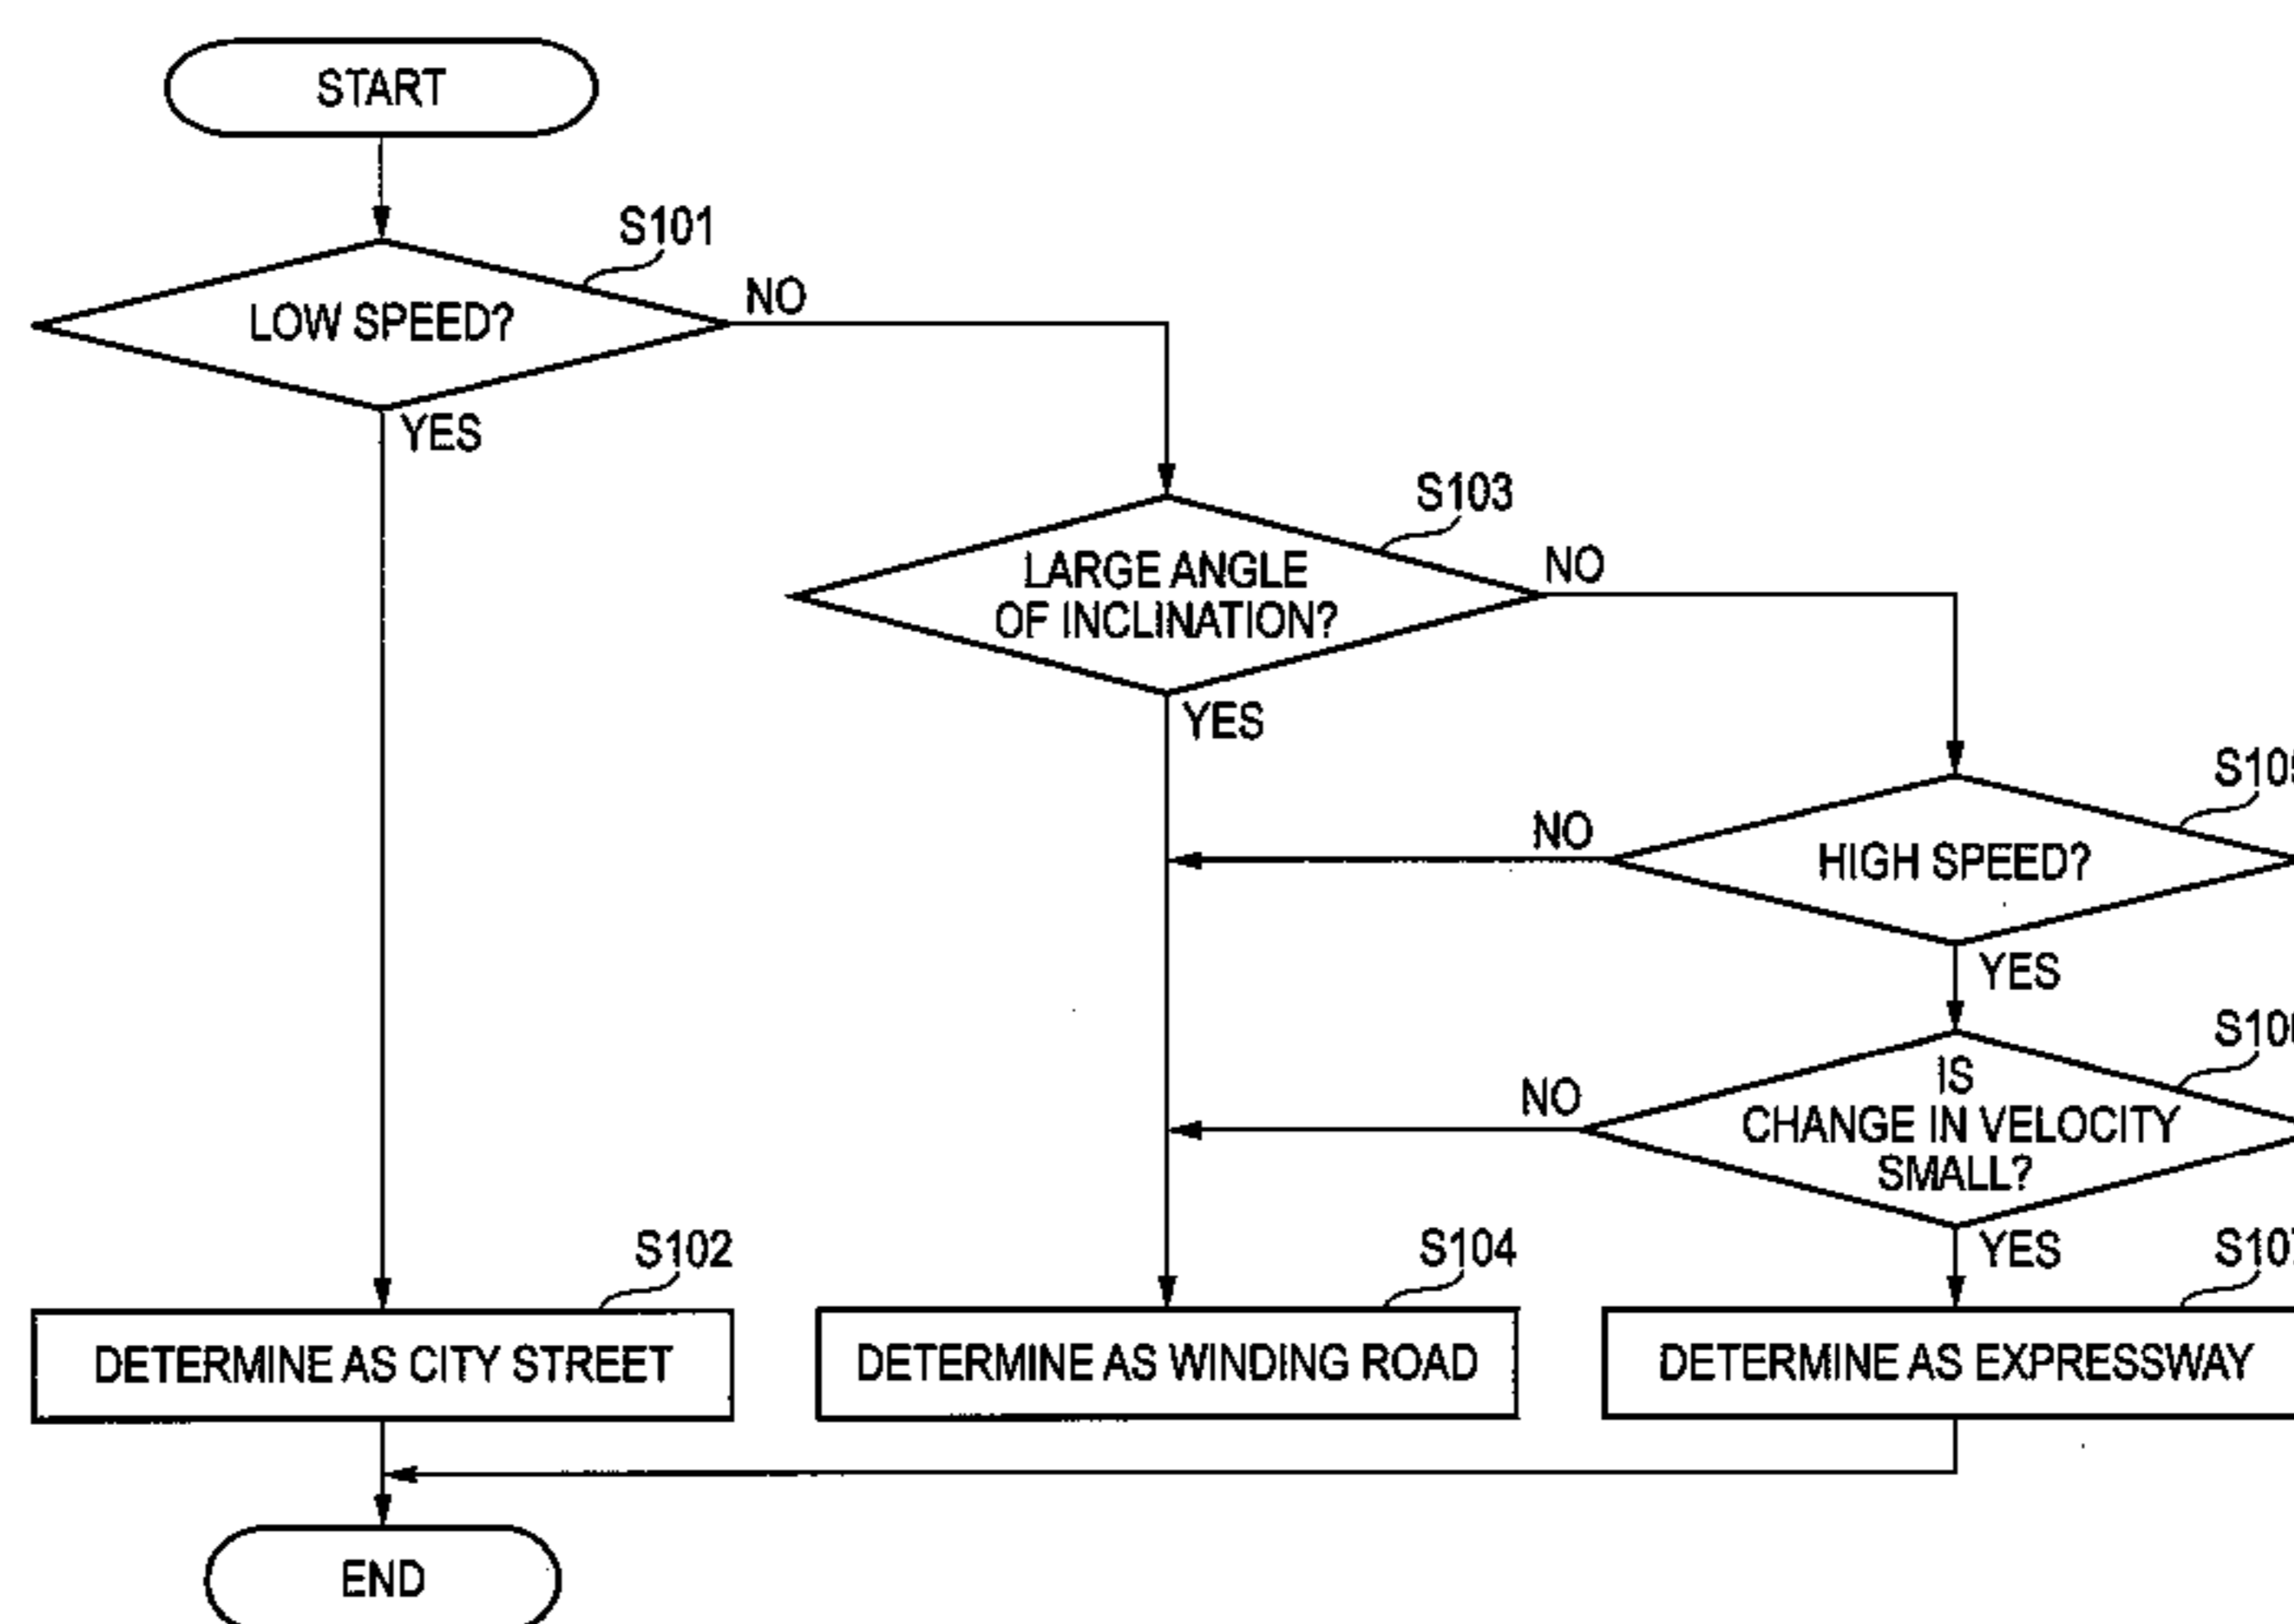 START
S101
LOW SPEED?
NO
YES
S103
LARGE ANGLE
OF INCLINATION?
NO
YES
NO
HIGH SPEED?
YES
IS
CHANGE IN VELOCITY
SMALL?
NO
YES
S102
S104
DETERMINE AS CITY STREET
DETERMINE AS WINDING ROAD
DETERMINE AS EXPRESSWAY
END